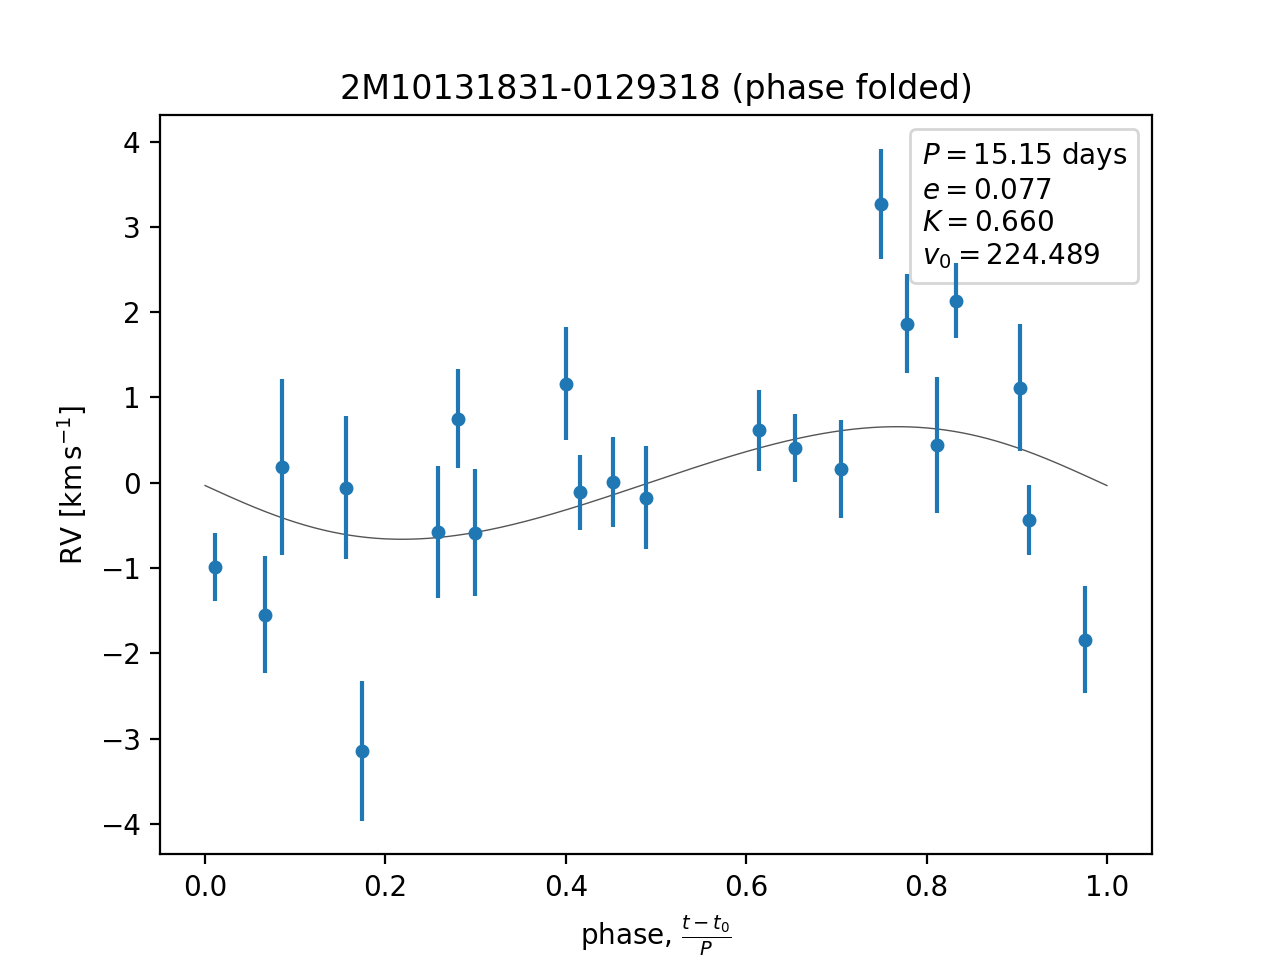 2M10131831-0129318 (phase folded)
P = 15.15 days
e = 0.077
K = 0.660
v₀ = 224.489
4
3
2
1
0
−1
−2
−3
−4
RV [km s⁻¹]
0.0 0.2 0.4 0.6 0.8 1.0
phase, (t − t₀)/P